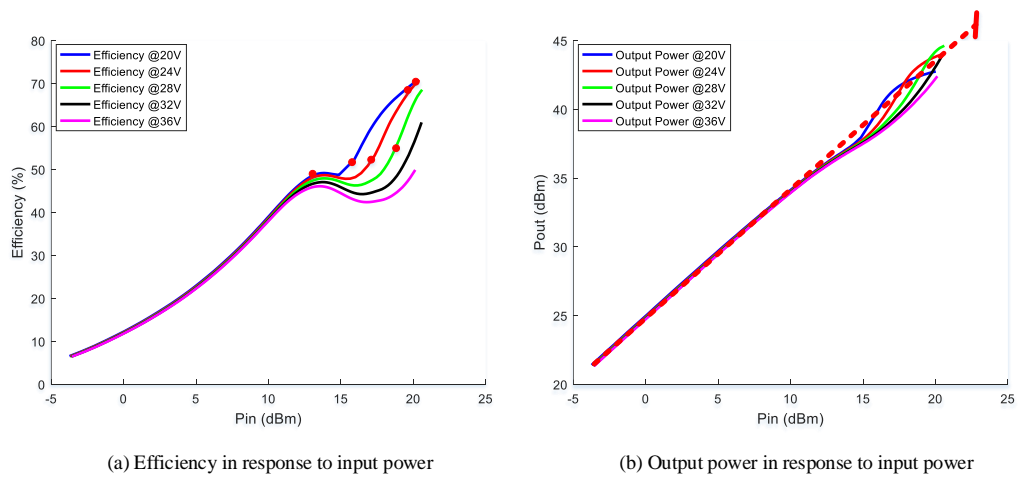 80
70
60
50
40
30
20
10
0
-5
0
5
10
15
20
25
Efficiency (%)
Pin (dBm)
Efficiency @20V
Efficiency @24V
Efficiency @28V
Efficiency @32V
Efficiency @36V
(a) Efficiency in response to input power
45
40
35
30
25
20
-5
0
5
10
15
20
25
Pout (dBm)
Pin (dBm)
Output Power @20V
Output Power @24V
Output Power @28V
Output Power @32V
Output Power @36V
(b) Output power in response to input power